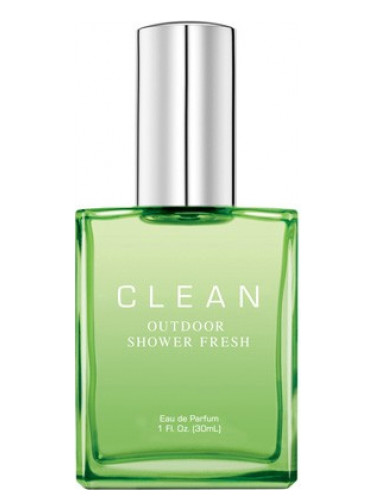 CLEAN
OUTDOOR
SHOWER FRESH
Eau de Parfum
1 Fl. Oz. (30mL)